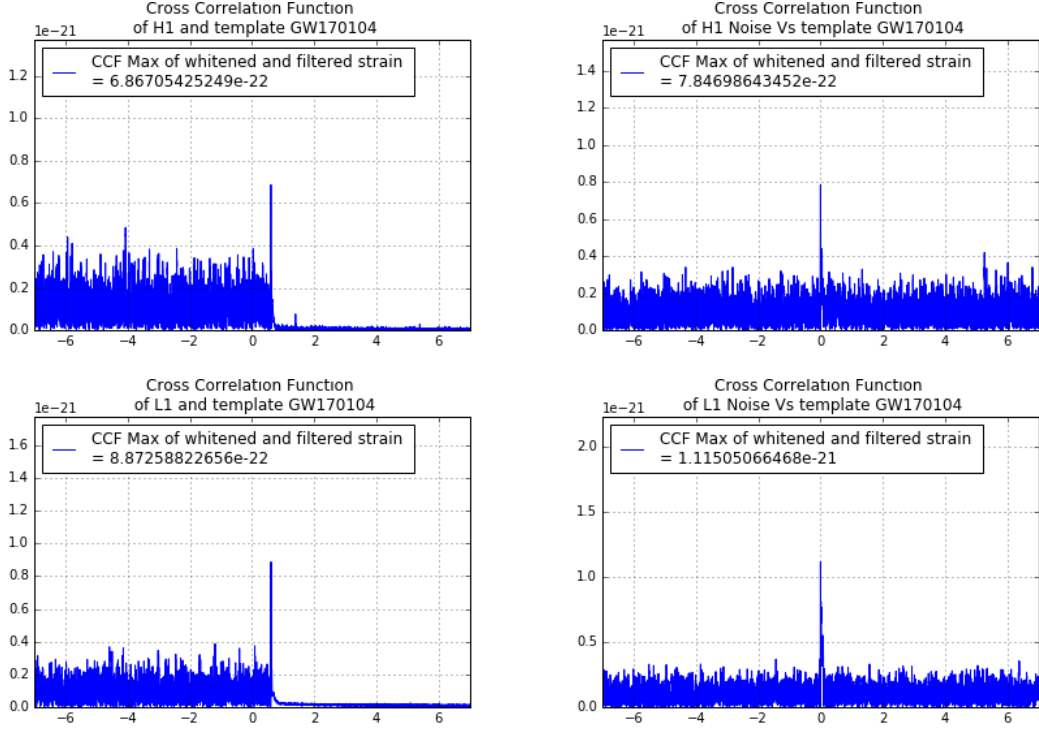 Cross Correlation Function
of H1 and template GW170104
1e−21
CCF Max of whitened and filtered strain
= 6.86705425249e-22
1.2
1.0
0.8
0.6
0.4
0.2
0.0
−6 −4 −2 0 2 4 6
Cross Correlation Function
of H1 Noise Vs template GW170104
1e−21
CCF Max of whitened and filtered strain
= 7.84698643452e-22
1.4
1.2
1.0
0.8
0.6
0.4
0.2
0.0
−6 −4 −2 0 2 4 6
Cross Correlation Function
of L1 and template GW170104
1e−21
CCF Max of whitened and filtered strain
= 8.87258822656e-22
1.6
1.4
1.2
1.0
0.8
0.6
0.4
0.2
0.0
−6 −4 −2 0 2 4 6
Cross Correlation Function
of L1 Noise Vs template GW170104
1e−21
CCF Max of whitened and filtered strain
= 1.11505066468e-21
2.0
1.5
1.0
0.5
0.0
−6 −4 −2 0 2 4 6